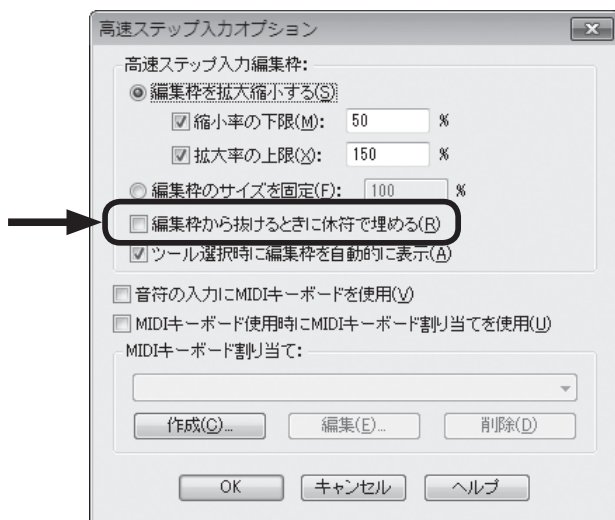 高速ステップ入力オプション
高速ステップ入力編集枠:
編集枠を拡大縮小する(S)
縮小率の下限(M): 50 %
拡大率の上限(X): 150 %
編集枠のサイズを固定(F): 100 %
編集枠から抜けるときに休符で埋める(R)
ツール選択時に編集枠を自動的に表示(A)
音符の入力にMIDIキーボードを使用(V)
MIDIキーボード使用時にMIDIキーボード割り当てを使用(U)
MIDIキーボード割り当て:
作成(C)... 編集(E)... 削除(D)
OK キャンセル ヘルプ